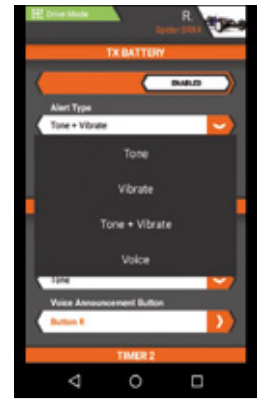 Drive Mode
R.
Spider SMX4
TX BATTERY
ENABLED
Alert Type
Tone + Vibrate
Tone
Vibrate
Tone + Vibrate
Voice
Tone
Voice Announcement Button
Button R
TIMER 2